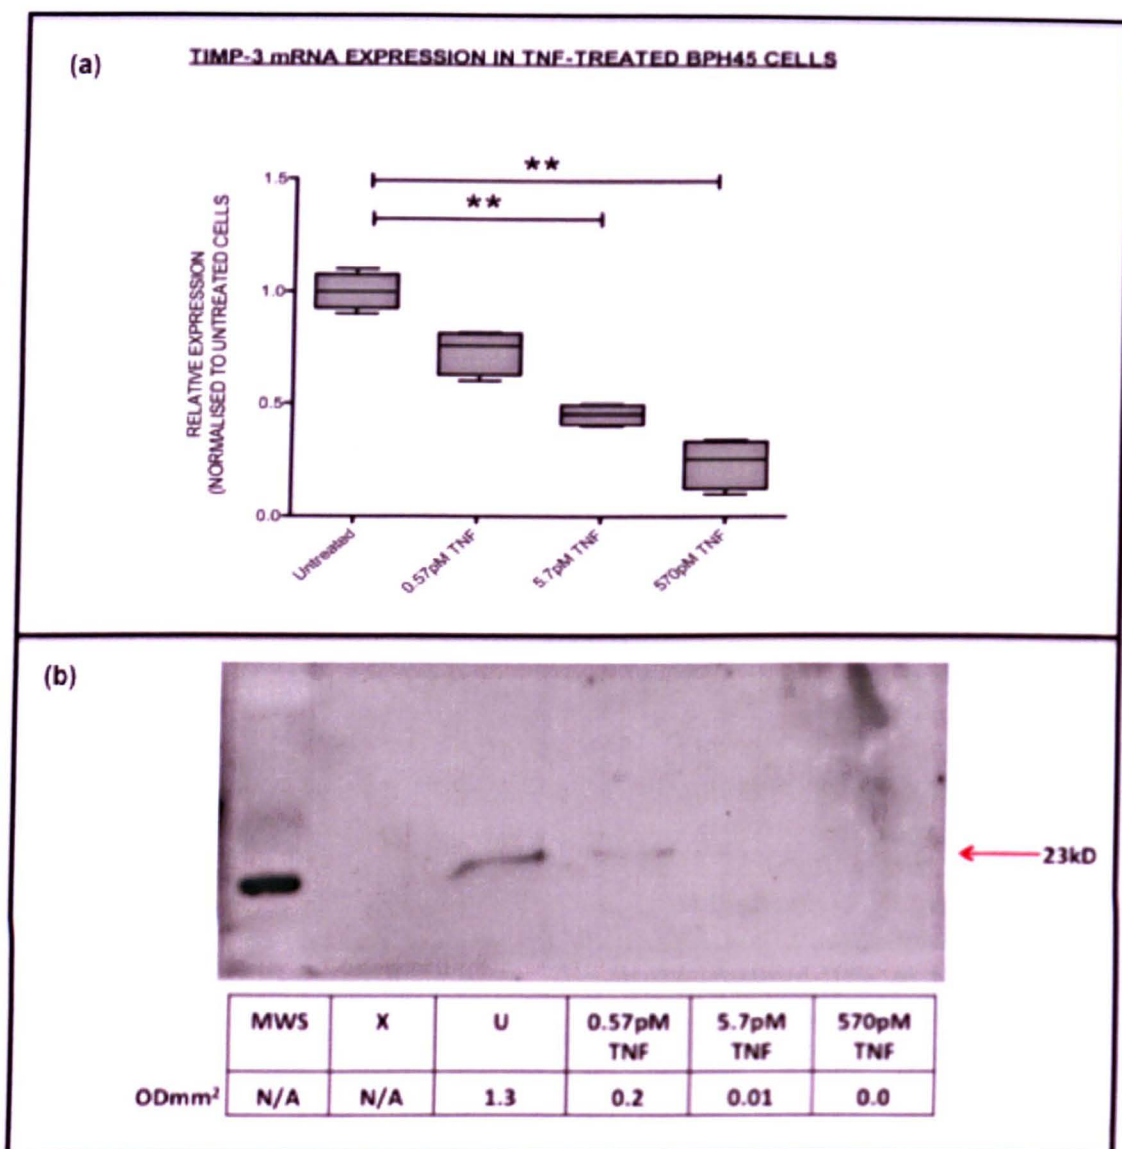 (a)
TIMP-3 mRNA EXPRESSION IN TNF-TREATED BPH45 CELLS
**
**
1.5
1.0
0.5
0.0
RELATIVE EXPRESSION
(NORMALISED TO UNTREATED CELLS
Untreated
0.57pM TNF
5.7pM TNF
570pM TNF
(b)
23kD
MWS X U 0.57pM 5.7pM 570pM
TNF TNF TNF
ODmm² N/A N/A 1.3 0.2 0.01 0.0